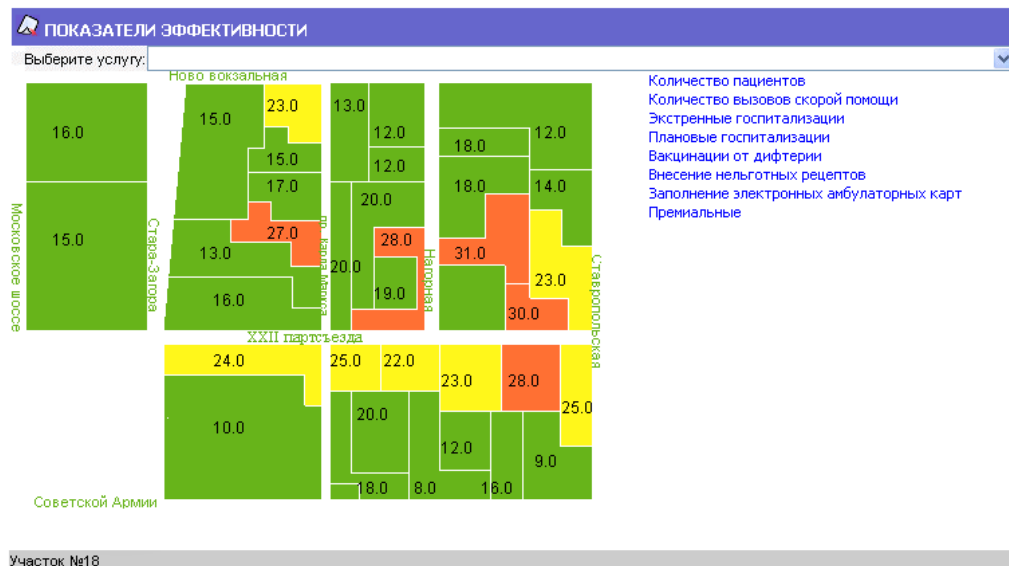 ПОКАЗАТЕЛИ ЭФФЕКТИВНОСТИ
Выберите услугу:
Ново вокзальная
Количество пациентов
Количество вызовов скорой помощи
Экстренные госпитализации
Плановые госпитализации
Вакцинации от дифтерии
Внесение нельготных рецептов
Заполнение электронных амбулаторных карт
Премиальные
Московское шоссе
16.0
15.0
Стара-Загора
15.0
23.0
15.0
17.0
27.0
13.0
16.0
пр. карла Маркса
13.0
12.0
12.0
20.0
28.0
20.0
19.0
Нагорная
18.0
12.0
18.0
14.0
31.0
23.0
30.0
Ставропольская
XXII партсъезда
24.0
10.0
25.0
22.0
23.0
28.0
25.0
20.0
12.0
9.0
18.0
8.0
16.0
Советской Армии
Участок №18